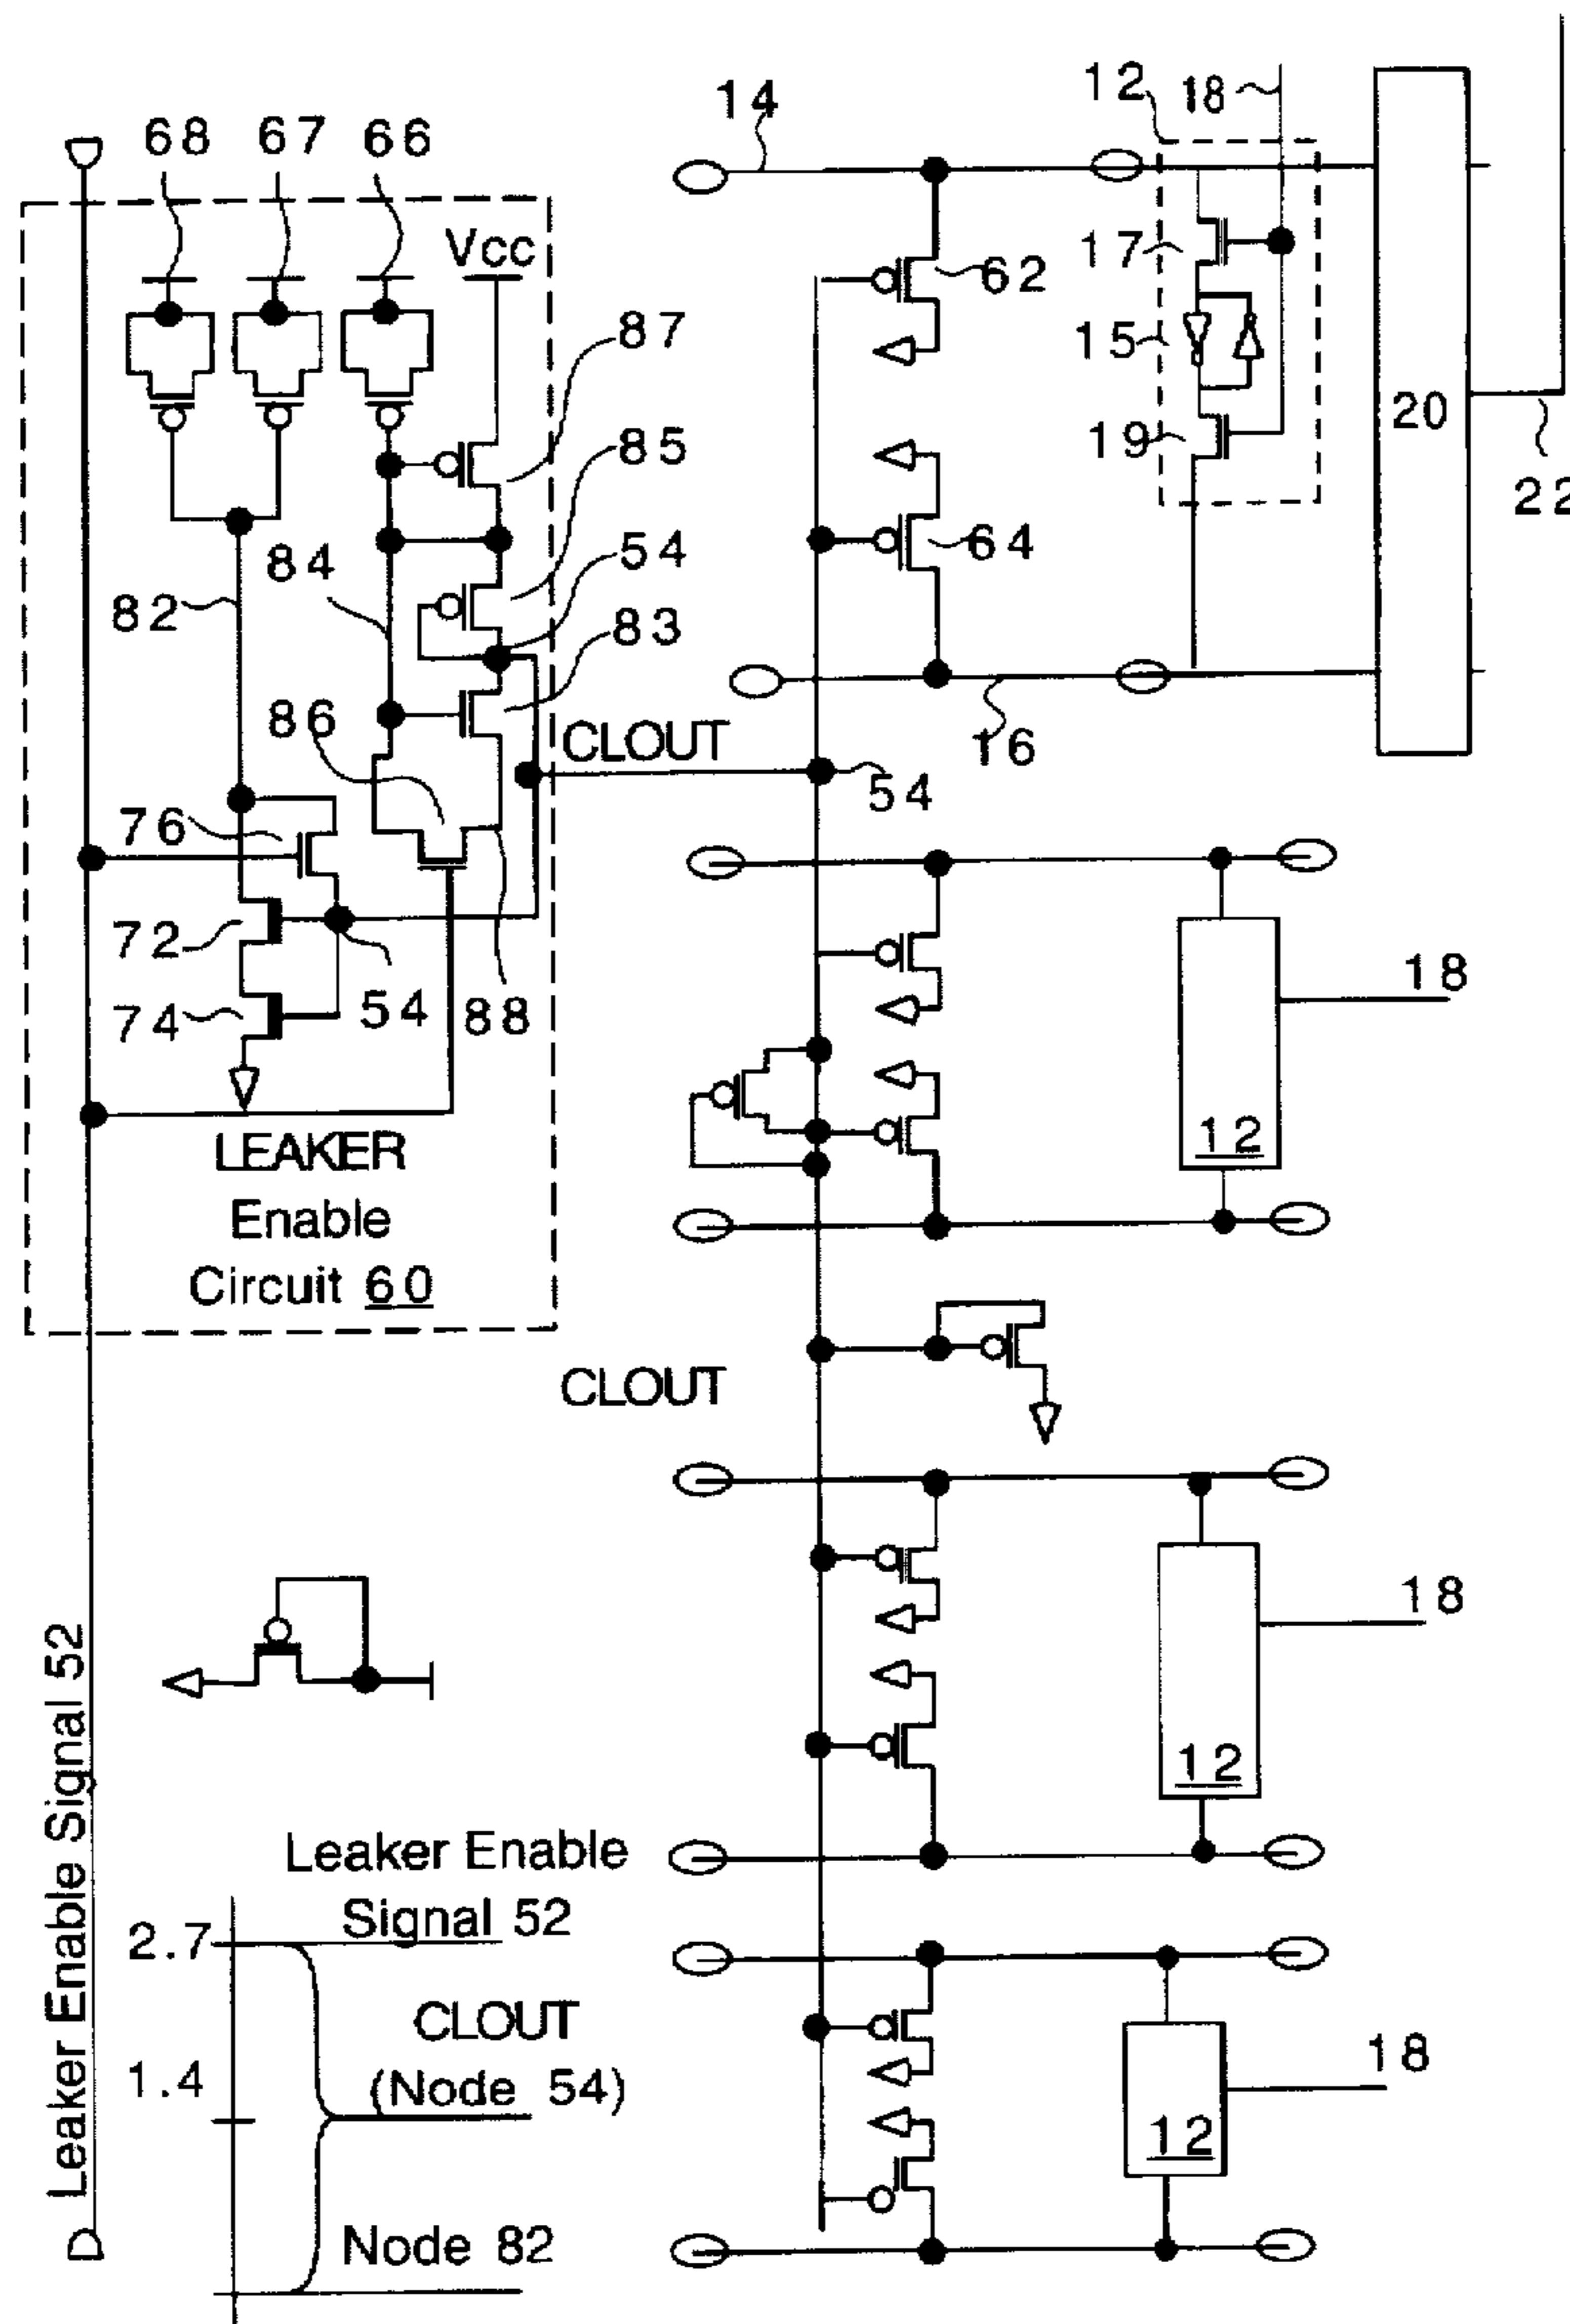 14
12
18
68
67
66
Vcc
62
17
87
15
20
19
85
22
64
54
84
82
83
86
CLOUT
16
54
76
72
18
54
88
74
12
LEAKER
Enable
Circuit 60
CLOUT
18
12
Leaker Enable Signal 52
Leaker Enable
Signal 52
2.7
CLOUT
1.4
(Node 54)
18
12
Node 82